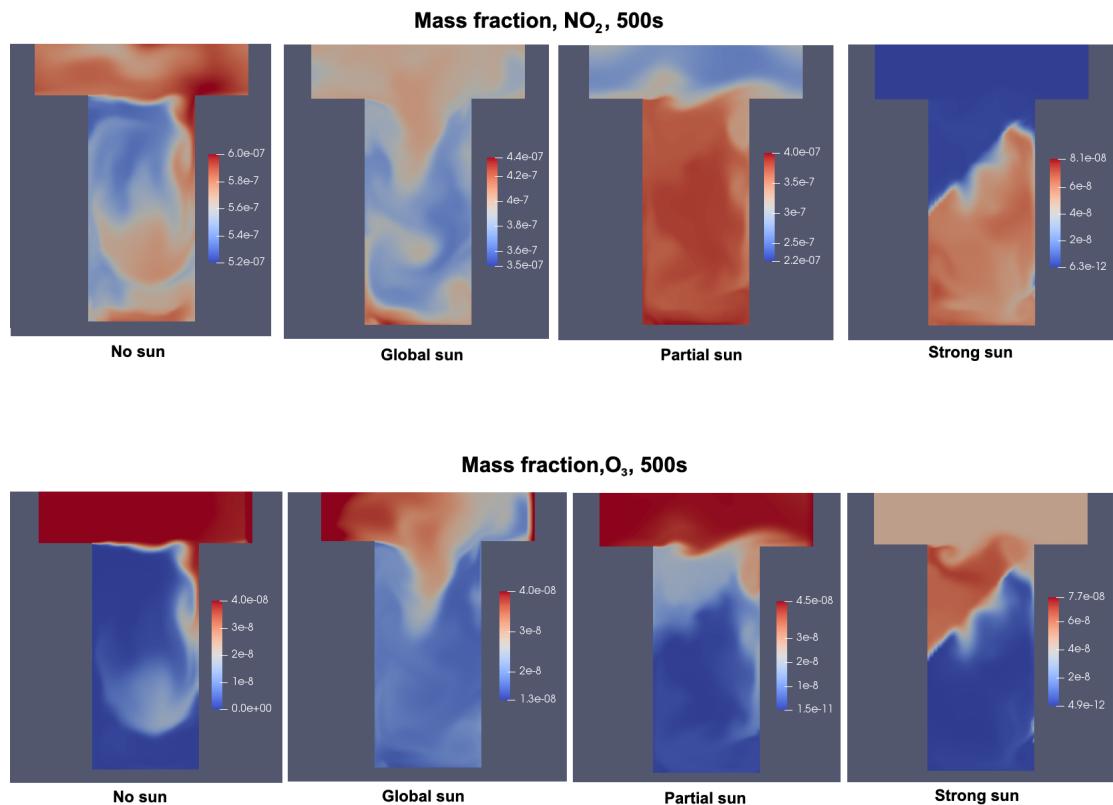 Mass fraction, NO₂, 500s
6.0e-07
5.8e-7
5.6e-7
5.4e-7
5.2e-07
4.4e-07
4.2e-7
4e-7
3.8e-7
3.6e-7
3.5e-07
4.0e-07
3.5e-7
3e-7
2.5e-7
2.2e-07
8.1e-08
6e-8
4e-8
2e-8
6.3e-12
No sun
Global sun
Partial sun
Strong sun
Mass fraction,O₃, 500s
4.0e-08
3e-8
2e-8
1e-8
0.0e+00
4.0e-08
3e-8
2e-8
1.3e-08
4.5e-08
3e-8
2e-8
1e-8
1.5e-11
7.7e-08
6e-8
4e-8
2e-8
4.9e-12
No sun
Global sun
Partial sun
Strong sun